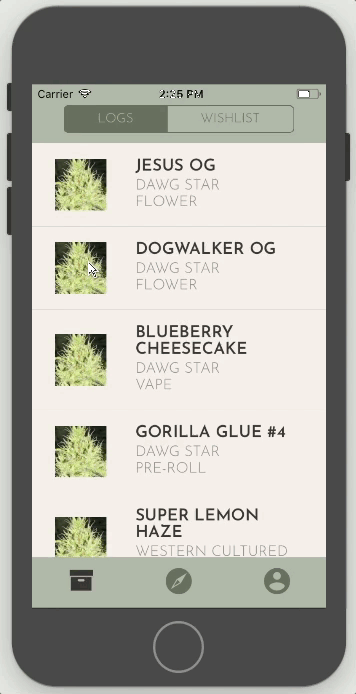 Carrier 2:25 PM
LOGS WISHLIST
JESUS OG
DAWG STAR
FLOWER
DOGWALKER OG
DAWG STAR
FLOWER
BLUEBERRY
CHEESECAKE
DAWG STAR
VAPE
GORILLA GLUE #4
DAWG STAR
PRE-ROLL
SUPER LEMON
HAZE
WESTERN CULTURED